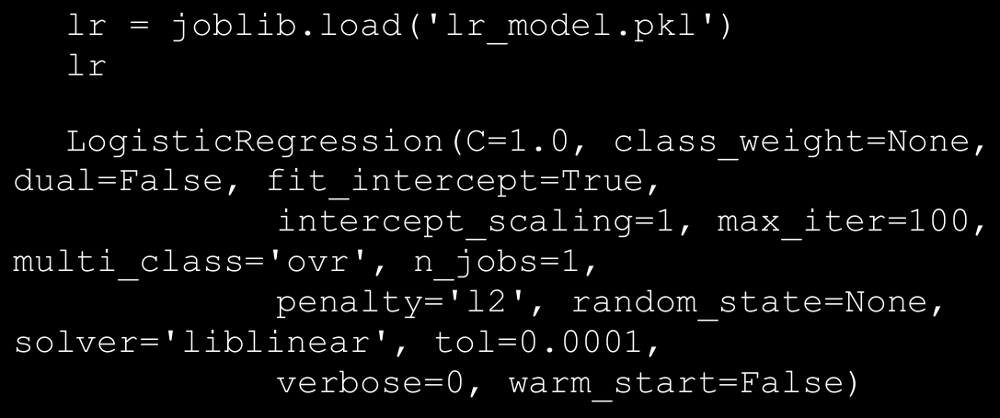 lr = joblib.load('lr_model.pkl')
lr
LogisticRegression(C=1.0, class_weight=None,
dual=False, fit_intercept=True,
intercept_scaling=1, max_iter=100,
multi_class='ovr', n_jobs=1,
penalty='l2', random_state=None,
solver='liblinear', tol=0.0001,
verbose=0, warm_start=False)